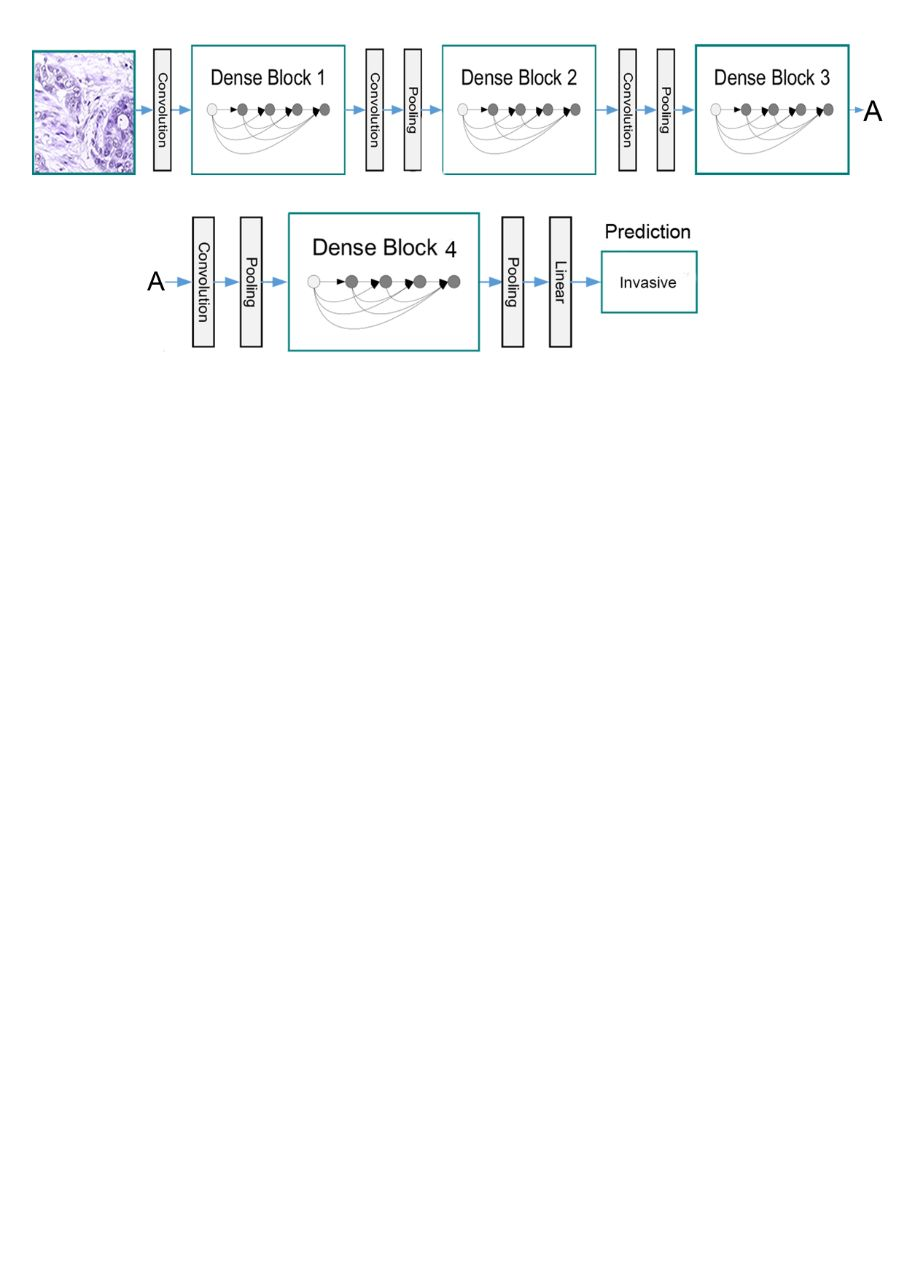 Convolution
Dense Block 1
Convolution
Pooling
Dense Block 2
Convolution
Pooling
Dense Block 3
A
A
Convolution
Pooling
Dense Block 4
Pooling
Linear
Prediction
Invasive